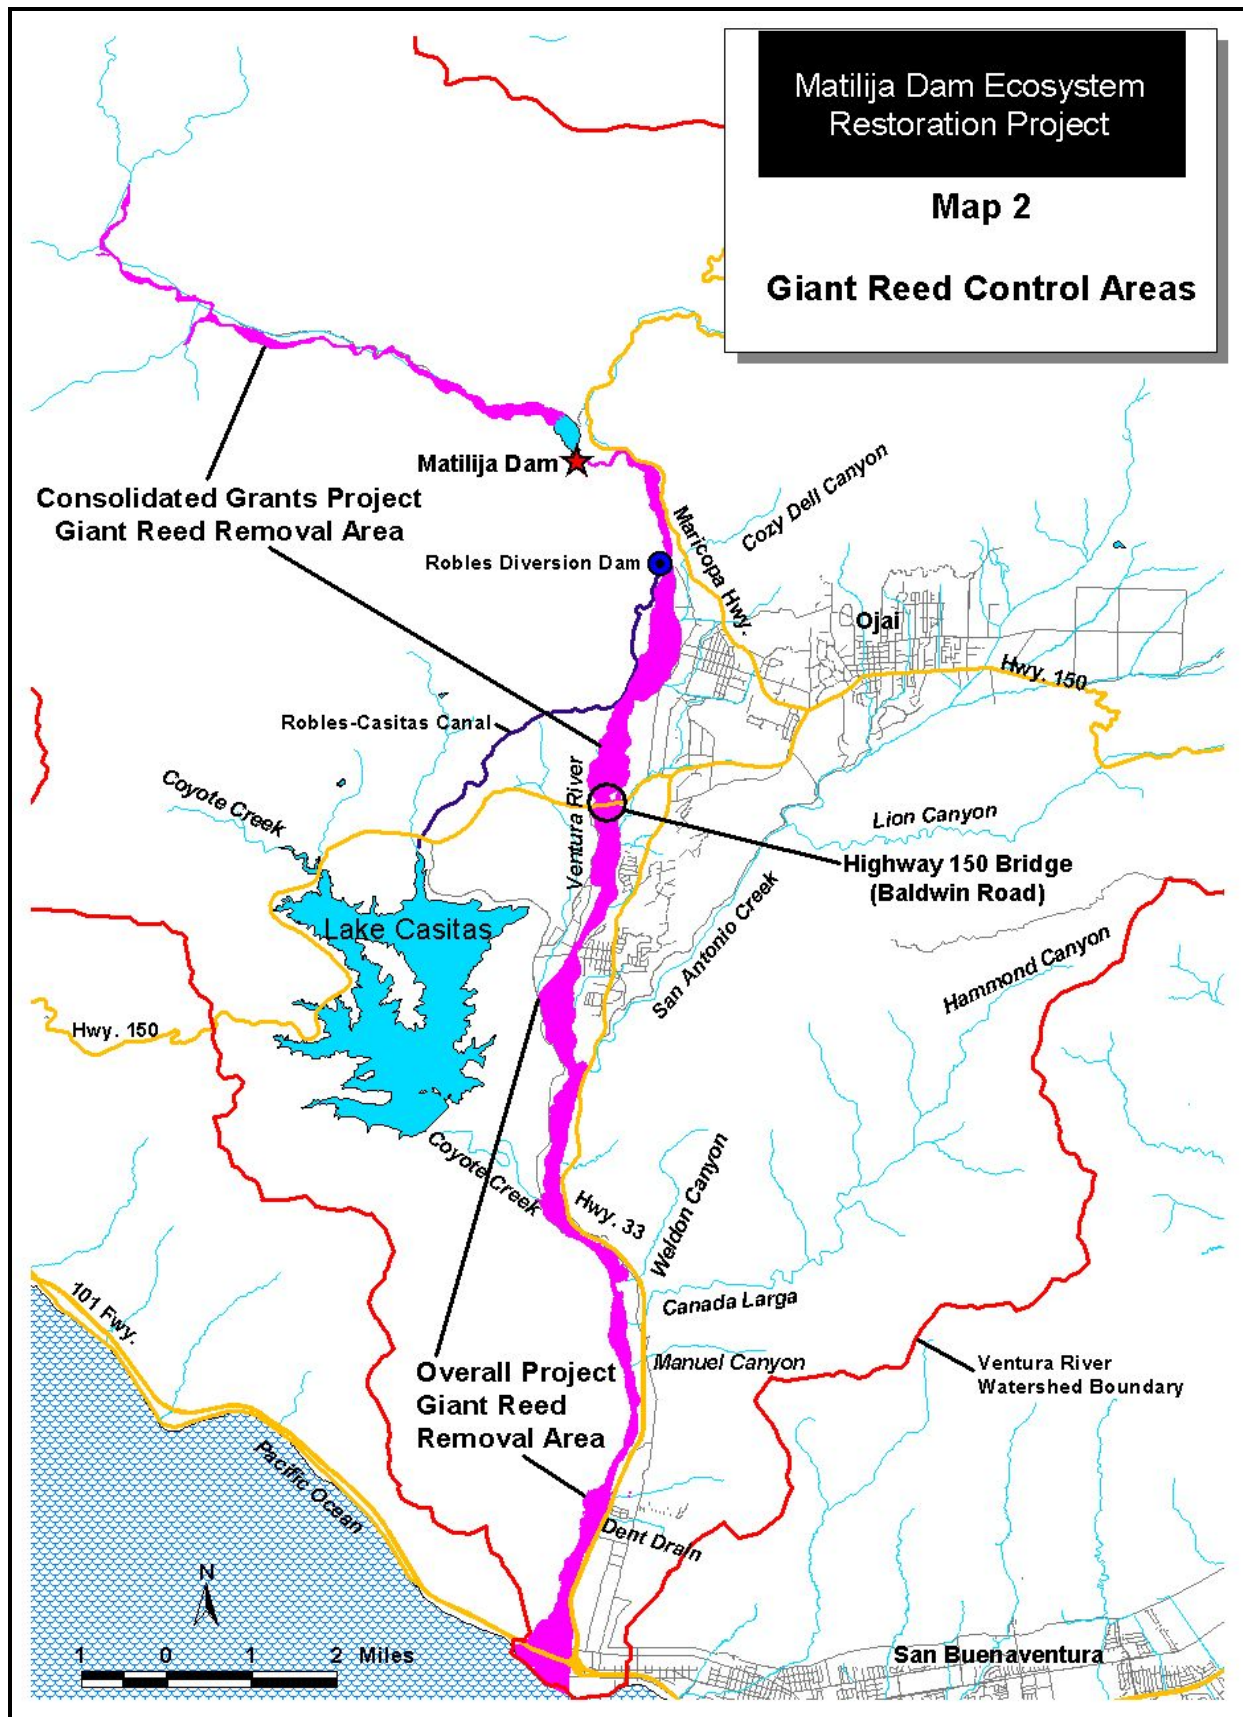 Matilija Dam Ecosystem
Restoration Project
Map 2
Giant Reed Control Areas
Matilija Dam
Consolidated Grants Project
Giant Reed Removal Area
Cozy Dell Canyon
Maricopa Hwy.
Robles Diversion Dam
Ojai
Hwy. 150
Robles-Casitas Canal
Ventura River
Coyote Creek
Lion Canyon
Highway 150 Bridge
(Baldwin Road)
Lake Casitas
San Antonio Creek
Hammond Canyon
Hwy. 150
Coyote Creek
Hwy. 33
Weldon Canyon
Canada Larga
101 Fwy.
Manuel Canyon
Ventura River
Watershed Boundary
Overall Project
Giant Reed
Removal Area
Pacific Ocean
Dent Drain
N
1 0 1 2 Miles
San Buenaventura